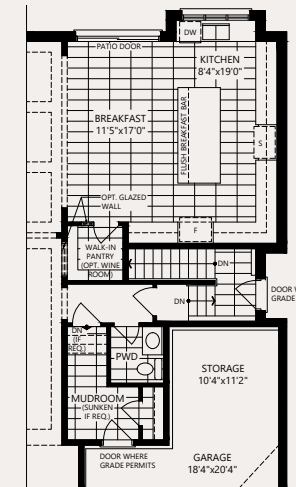 DW
PATIO DOOR
KITCHEN
8'4"x19'0"
BREAKFAST
11'5"x17'0"
FLUSH BREAKFAST BAR
S
OPT. GLAZED
WALL
F
WALK-IN
PANTRY
(OPT. WINE
ROOM)
DN
DOOR W
GRADE
DN
DN
(IF
REQ.)
PWD
STORAGE
10'4"x11'2"
MUDROOM
(SUNKEN
IF REQ.)
DOOR WHERE
GRADE PERMITS
GARAGE
18'4"x20'4"